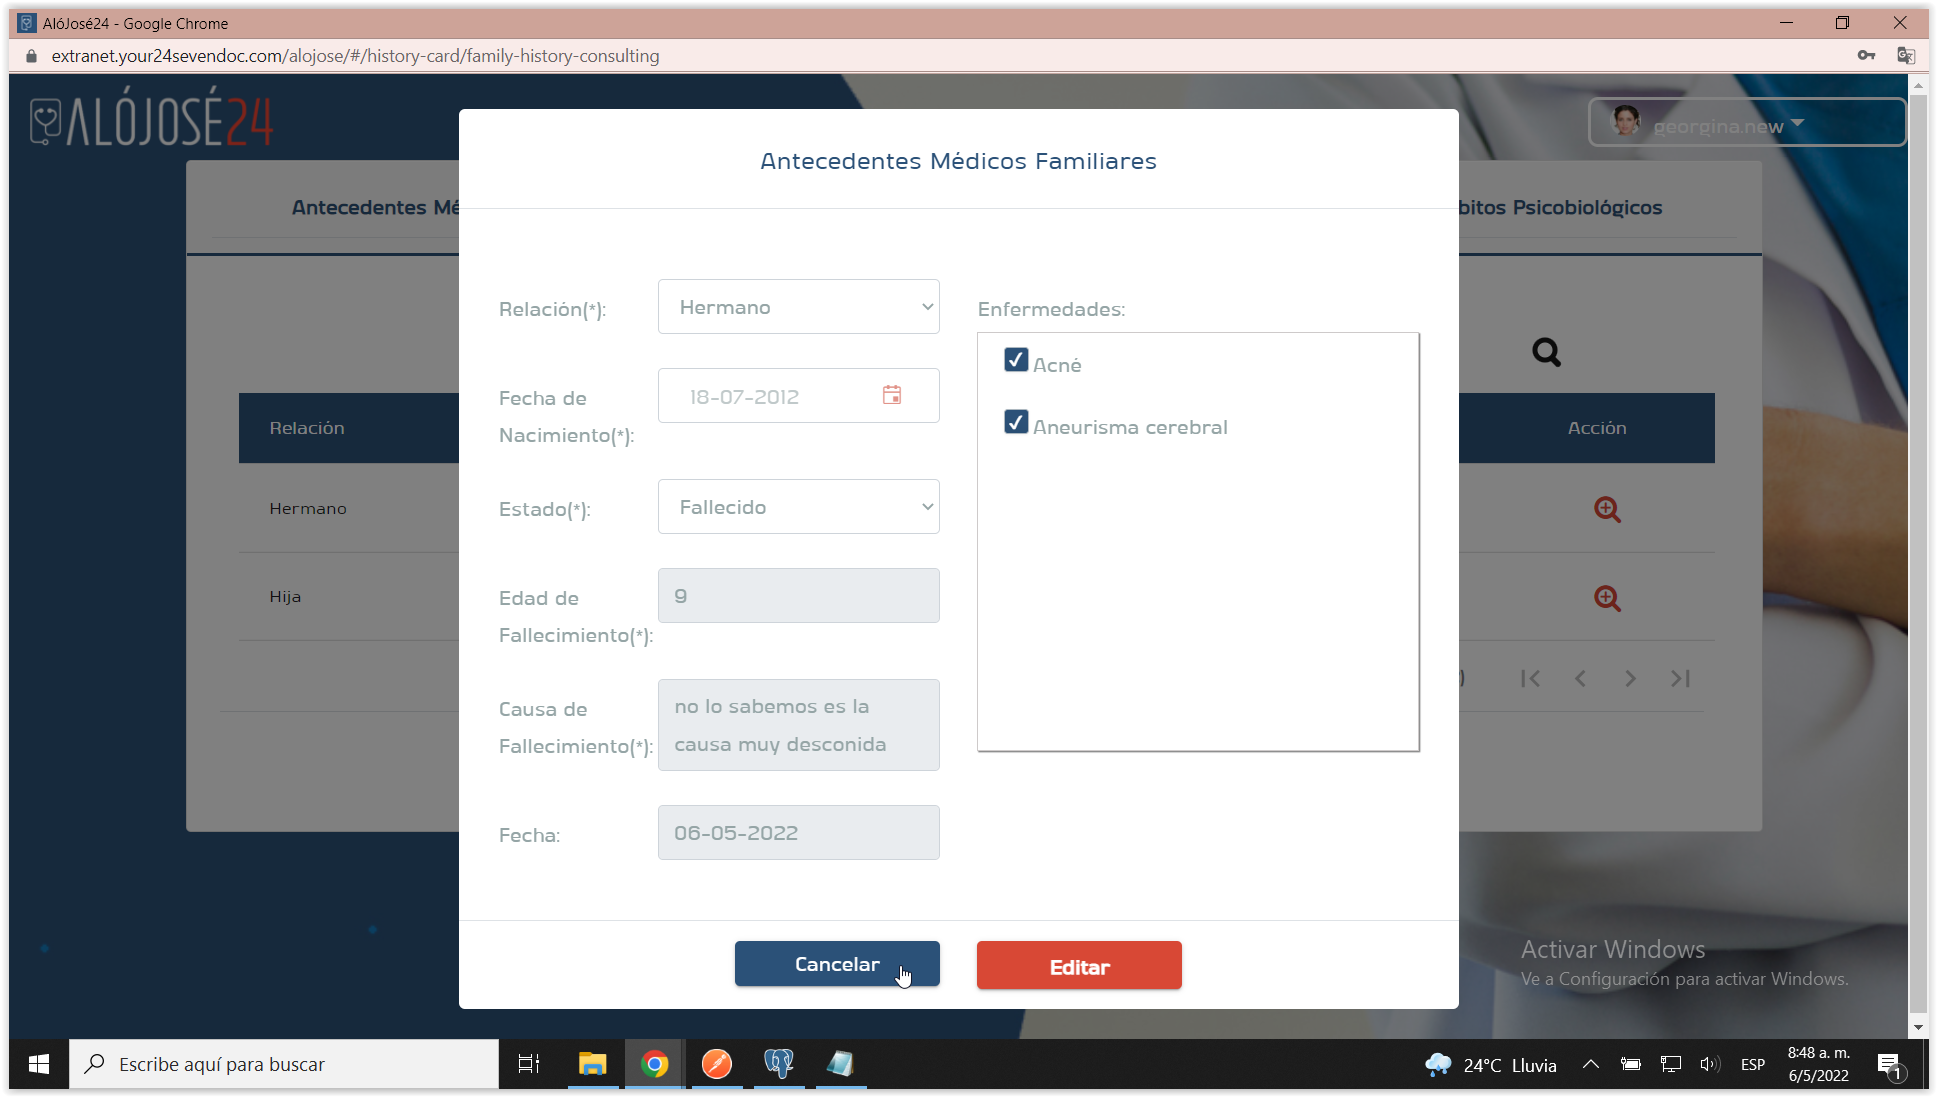 AlóJosé24 - Google Chrome
extranet.your24sevendoc.com/alojose/#/history-card/family-history-consulting
ALÓJOSÉ24
georgina.new
Antecedentes Médicos Familiares
Antecedentes Mé
bitos Psicobiológicos
Relación(*):
Hermano
Enfermedades:
Acné
Fecha de
Nacimiento(*):
18-07-2012
Aneurisma cerebral
Relación
Acción
Estado(*):
Fallecido
Hermano
Edad de
Fallecimiento(*):
9
Hija
Causa de
Fallecimiento(*):
no lo sabemos es la
causa muy desconida
Fecha:
06-05-2022
Cancelar
Editar
Activar Windows
Ve a Configuración para activar Windows.
Escribe aquí para buscar
24°C Lluvia
ESP
8:48 a. m.
6/5/2022
1